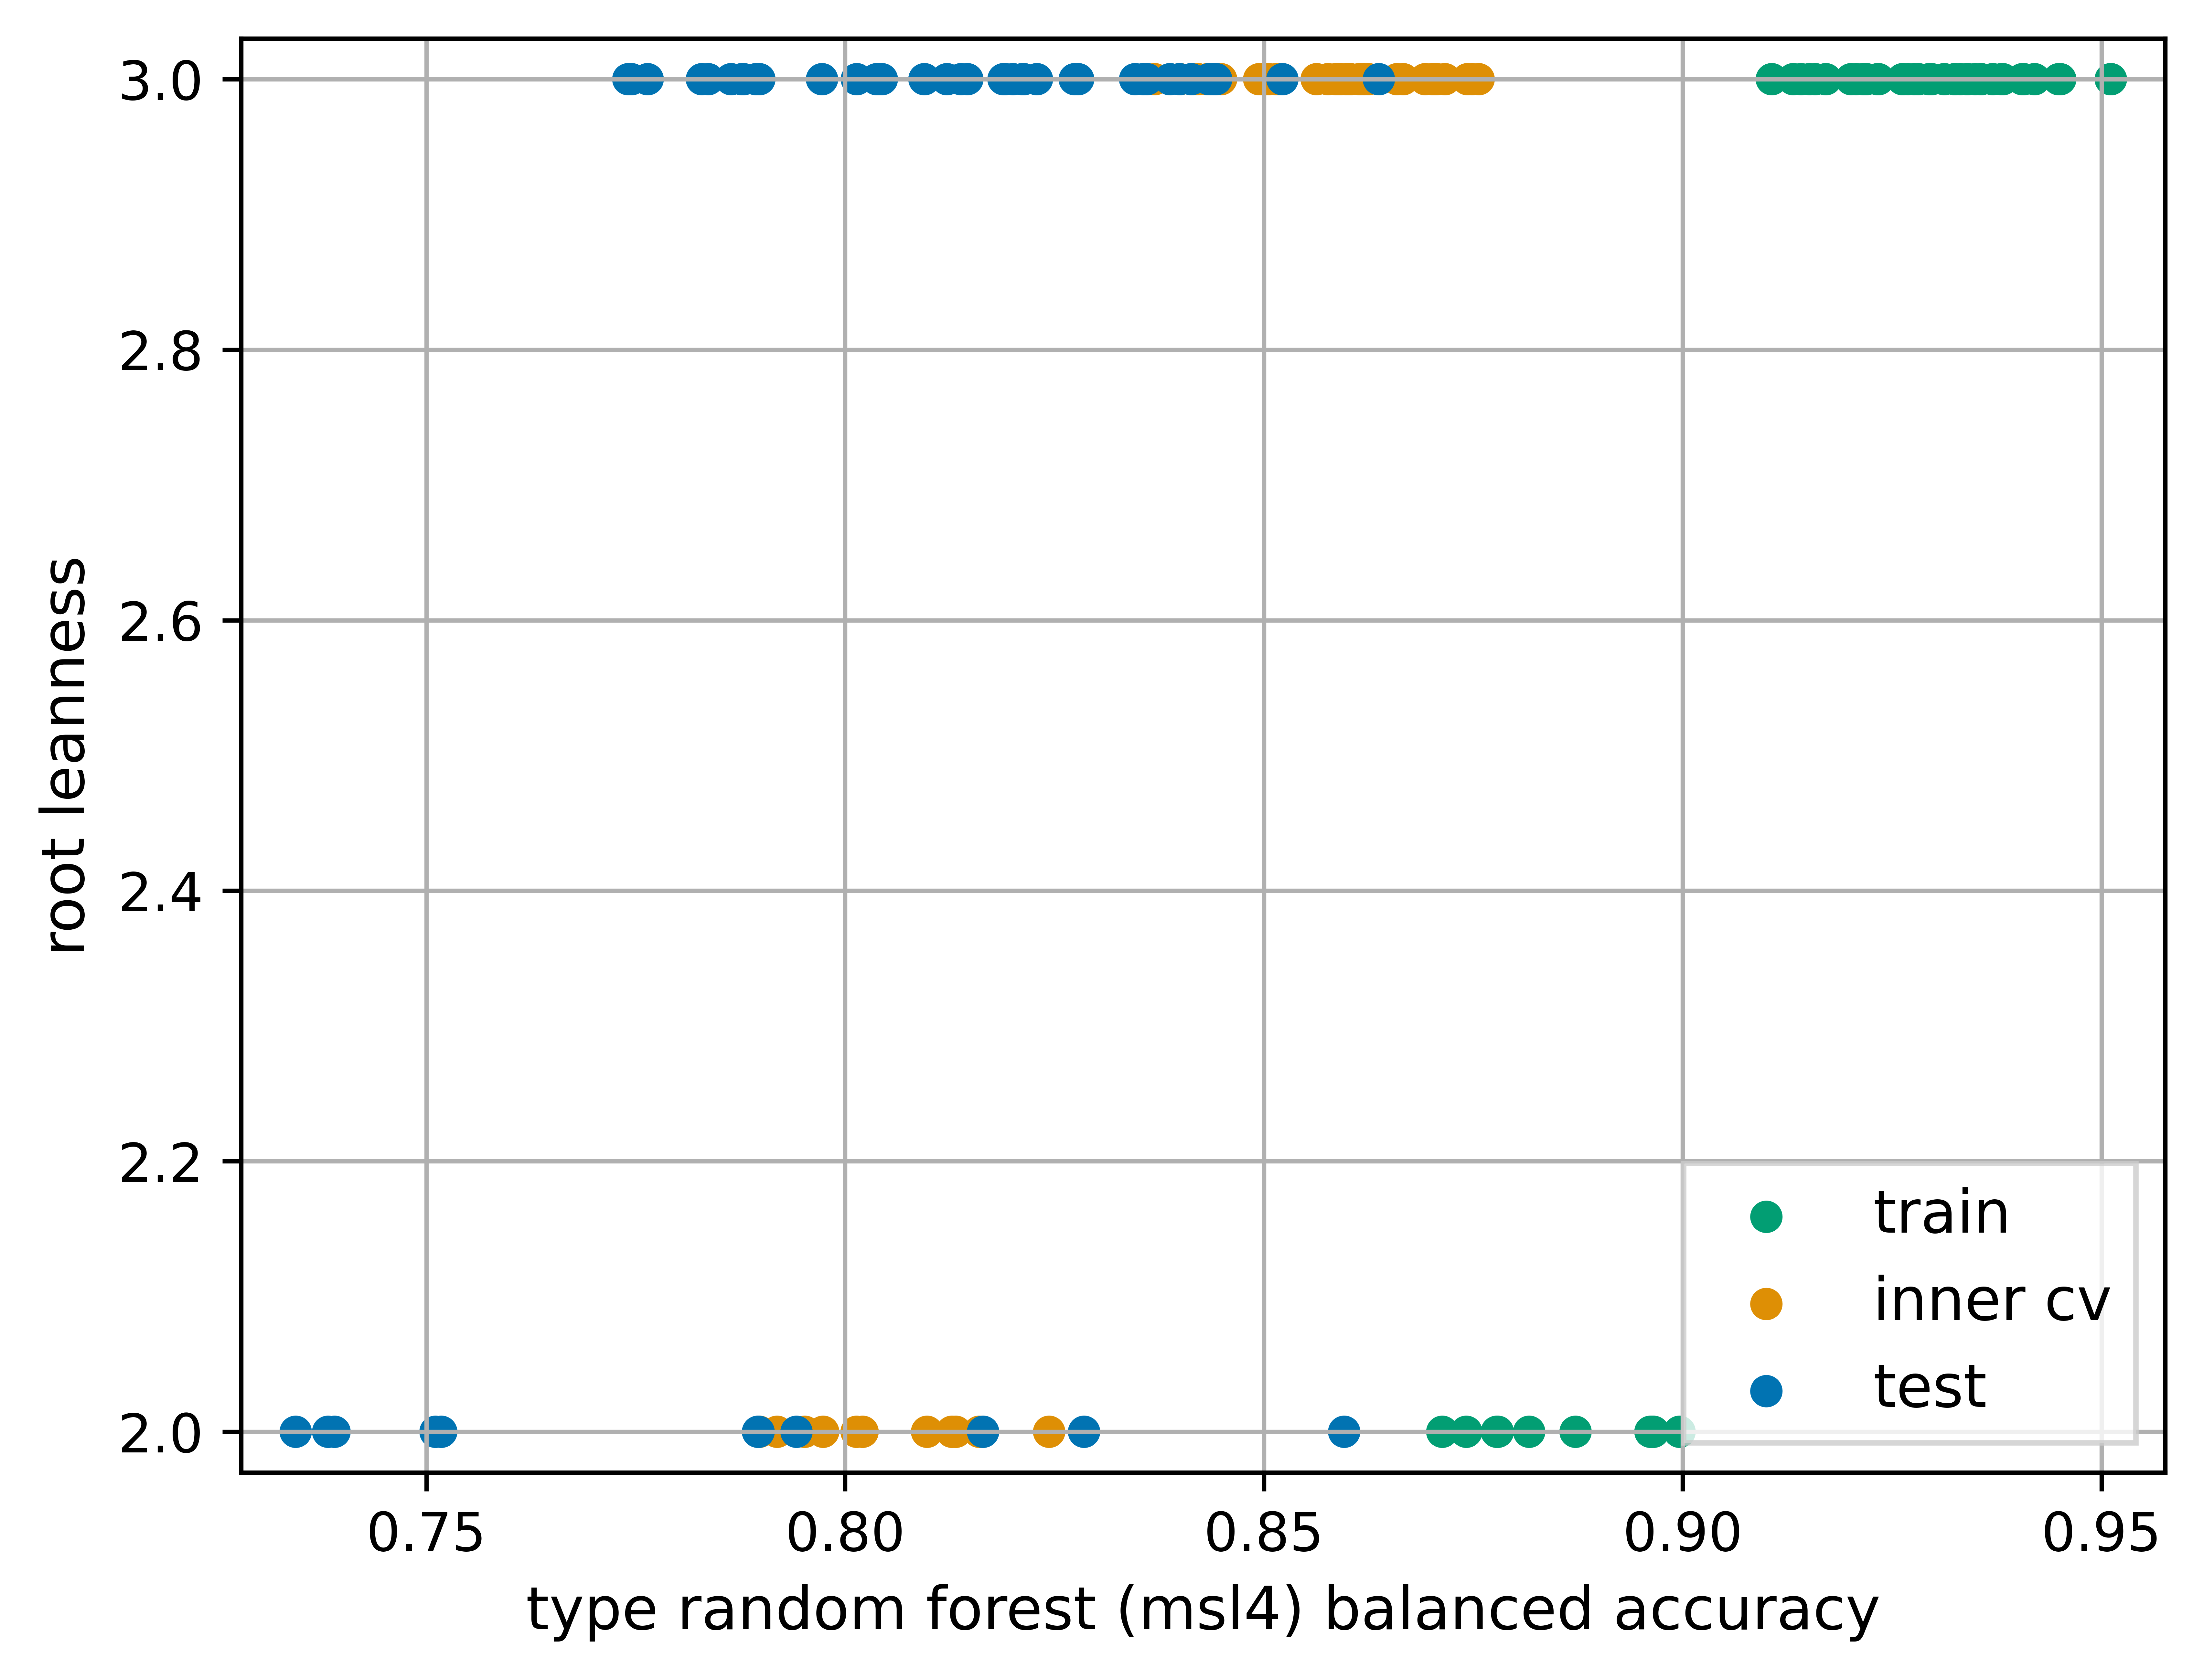 3.0
2.8
2.6
2.4
2.2
2.0
root leanness
train
inner cv
test
0.75 0.80 0.85 0.90 0.95
type random forest (msl4) balanced accuracy